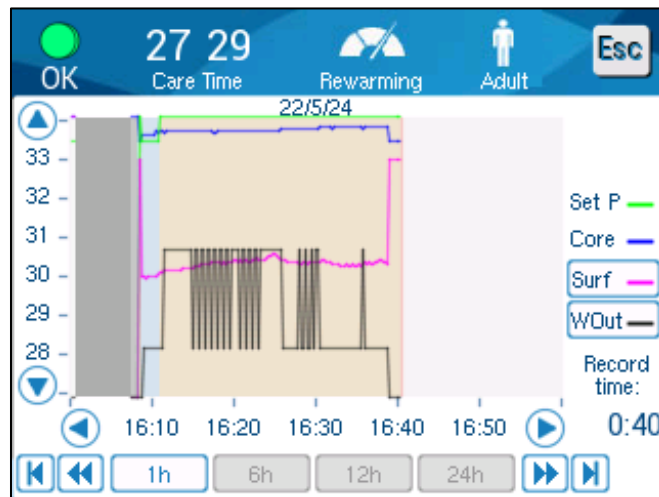 27 29
Esc
OK
Care Time
Rewarming
Adult
22/5/24
33
32
31
30
29
28
Set P
Core
Surf
WOut
Record
time:
0:40
16:10
16:20
16:30
16:40
16:50
1h
6h
12h
24h